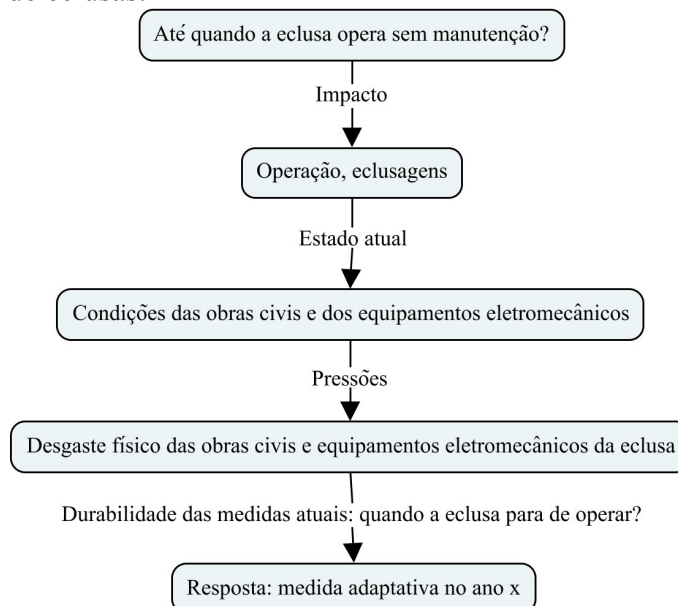 Até quando a eclusa opera sem manutenção?
Impacto
Operação, eclusagens
Estado atual
Condições das obras civis e dos equipamentos eletromecânicos
Pressões
Desgaste físico das obras civis e equipamentos eletromecânicos da eclusa
Durabilidade das medidas atuais: quando a eclusa para de operar?
Resposta: medida adaptativa no ano x